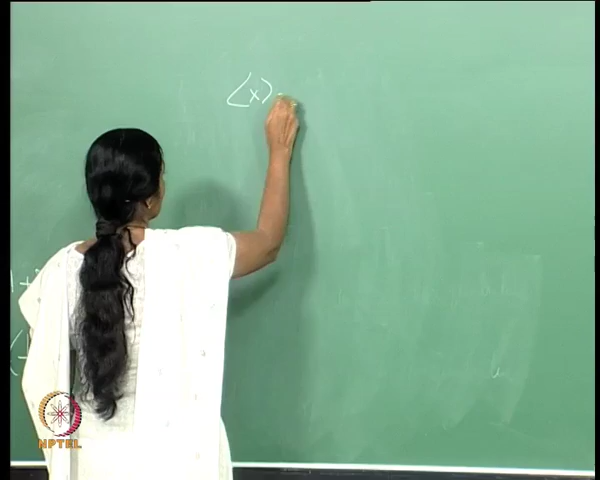 ⟨x⟩ =
NPTEL